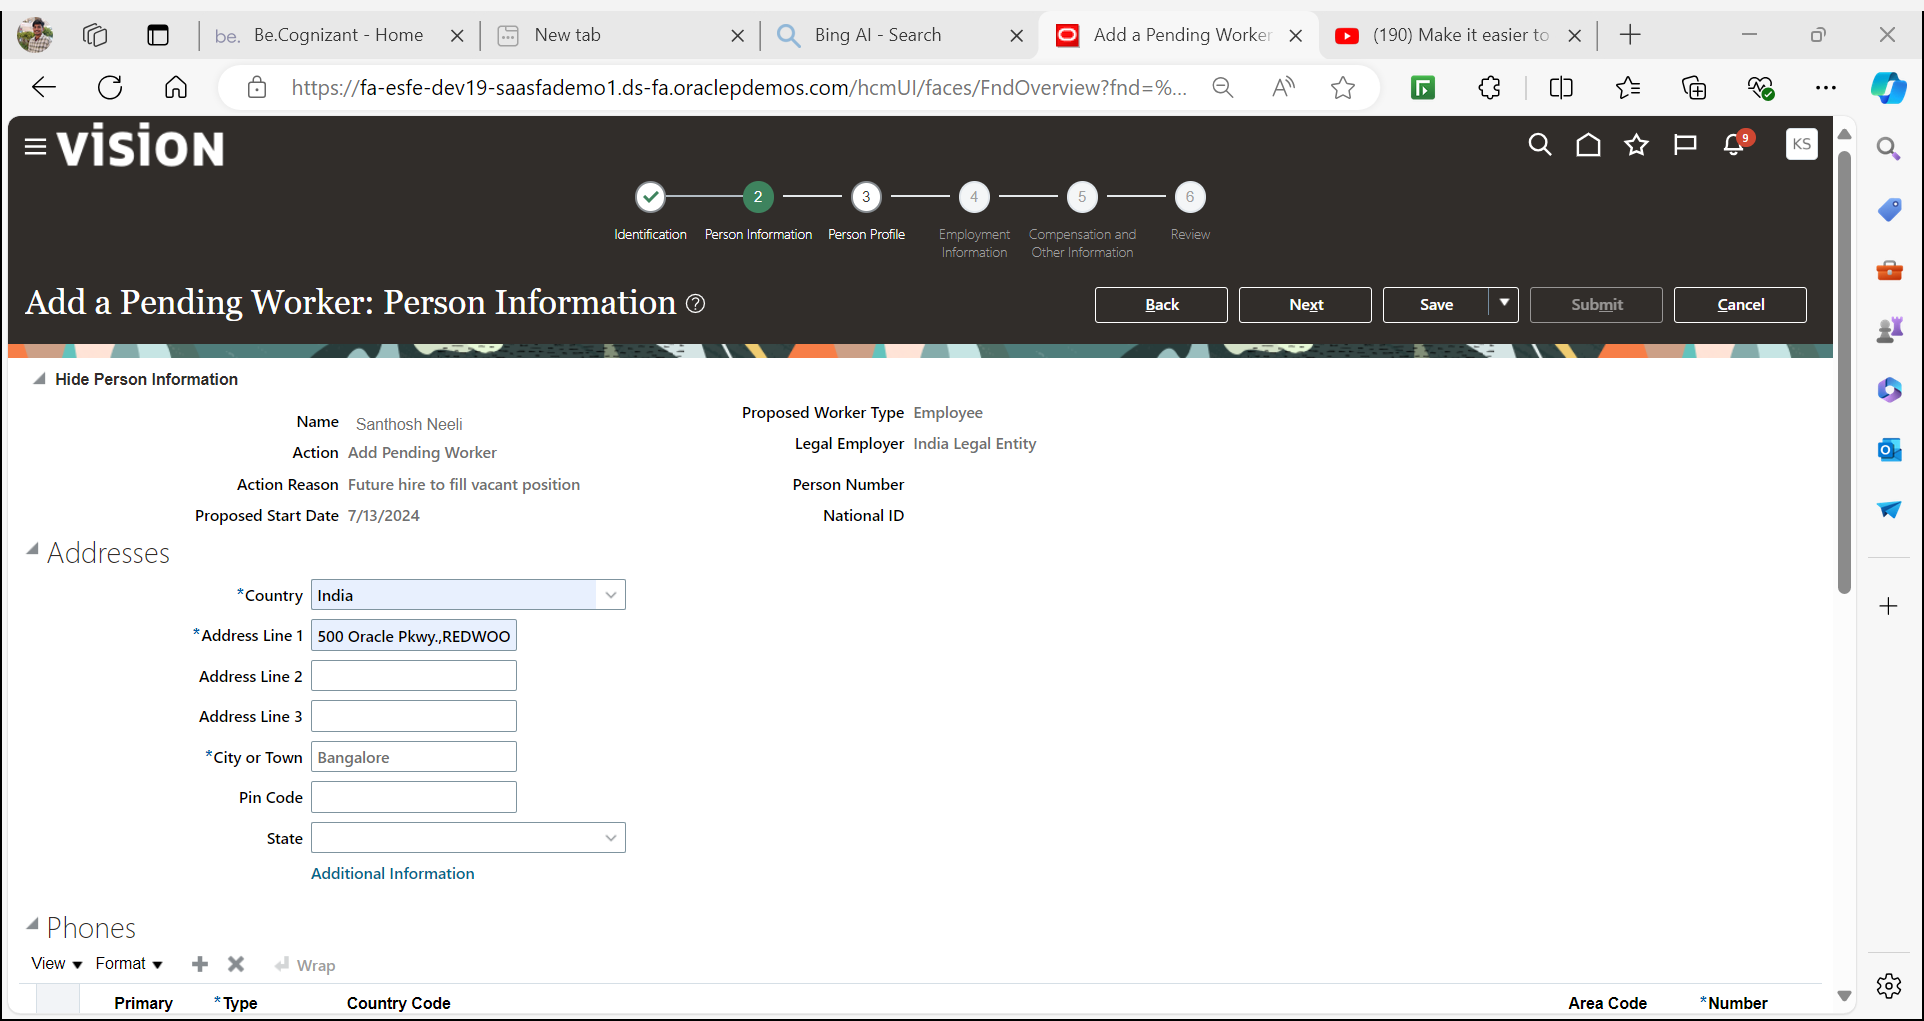 be. Be.Cognizant - Home
New tab
Bing AI - Search
Add a Pending Worker
(190) Make it easier to
https://fa-esfe-dev19-saasfademo1.ds-fa.oraclepdemos.com/hcmUI/faces/FndOverview?fnd=%...
VISION
9
KS
2 3 4 5 6
Identification Person Information Person Profile Employment Information Compensation and Other Information Review
Add a Pending Worker: Person Information
Back Next Save Submit Cancel
Hide Person Information
Name Santhosh Neeli
Action Add Pending Worker
Action Reason Future hire to fill vacant position
Proposed Start Date 7/13/2024
Proposed Worker Type Employee
Legal Employer India Legal Entity
Person Number
National ID
Addresses
*Country India
*Address Line 1 500 Oracle Pkwy.,REDWOO
Address Line 2
Address Line 3
*City or Town Bangalore
Pin Code
State
Additional Information
Phones
View Format Wrap
Primary *Type Country Code Area Code *Number